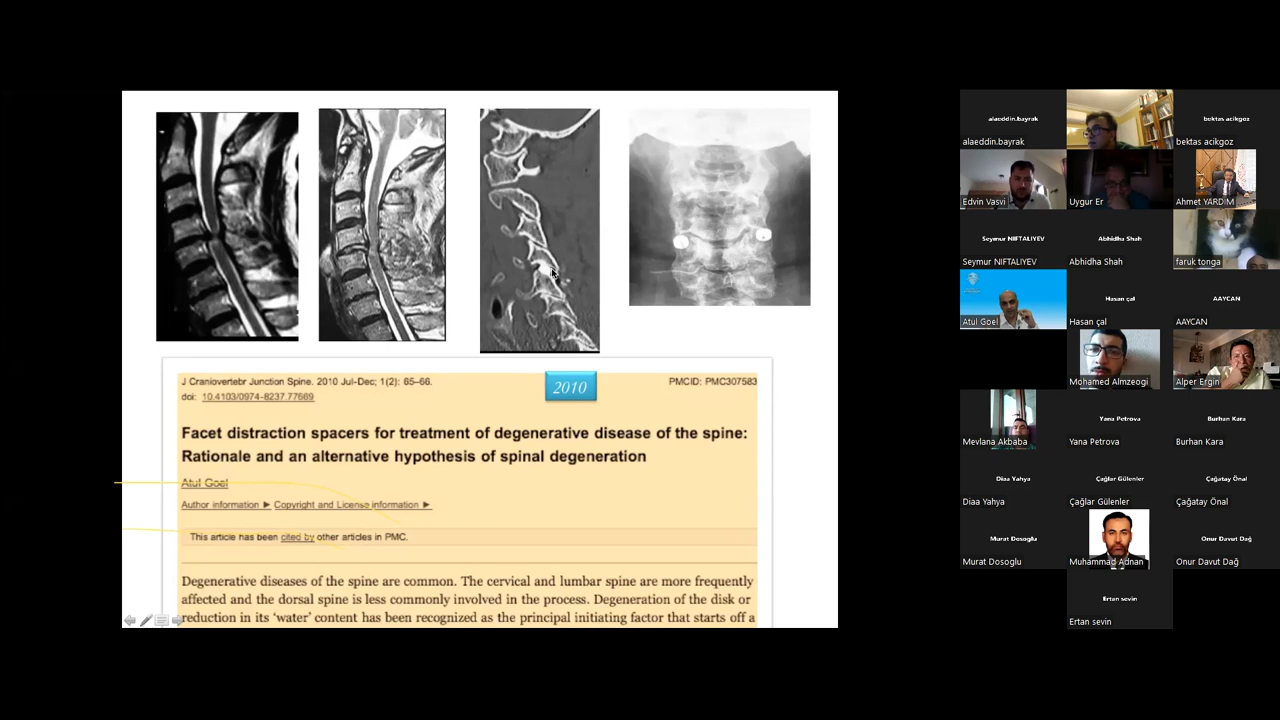 J Craniovertebr Junction Spine. 2010 Jul-Dec; 1(2): 65–66.
PMCID: PMC307583
doi: 10.4103/0974-8237.77669
2010
Facet distraction spacers for treatment of degenerative disease of the spine:
Rationale and an alternative hypothesis of spinal degeneration
Atul Goel
Author information ► Copyright and License information ►
This article has been cited by other articles in PMC.
Degenerative diseases of the spine are common. The cervical and lumbar spine are more frequently
affected and the dorsal spine is less commonly involved in the process. Degeneration of the disk or
reduction in its 'water' content has been recognized as the principal initiating factor that starts off a
alaeddin.bayrak
alaeddin.bayrak
bektas acikgoz
bektas acikgoz
Edvin Vasvi
Uygur Er
Ahmet YARDIM
Seymur NIFTALIYEV
Seymur NIFTALIYEV
Abhidha Shah
Abhidha Shah
faruk tonga
Atul Goel
Hasan çal
Hasan çal
AAYCAN
AAYCAN
Mohamed Almzeogi
Alper Ergin
Mevlana Akbaba
Yana Petrova
Yana Petrova
Burhan Kara
Burhan Kara
Diaa Yahya
Diaa Yahya
Çağlar Gülenler
Çağlar Gülenler
Çağatay Önal
Çağatay Önal
Murat Dosoglu
Murat Dosoglu
Muhammad Adnan
Onur Davut Dağ
Onur Davut Dağ
Ertan sevin
Ertan sevin